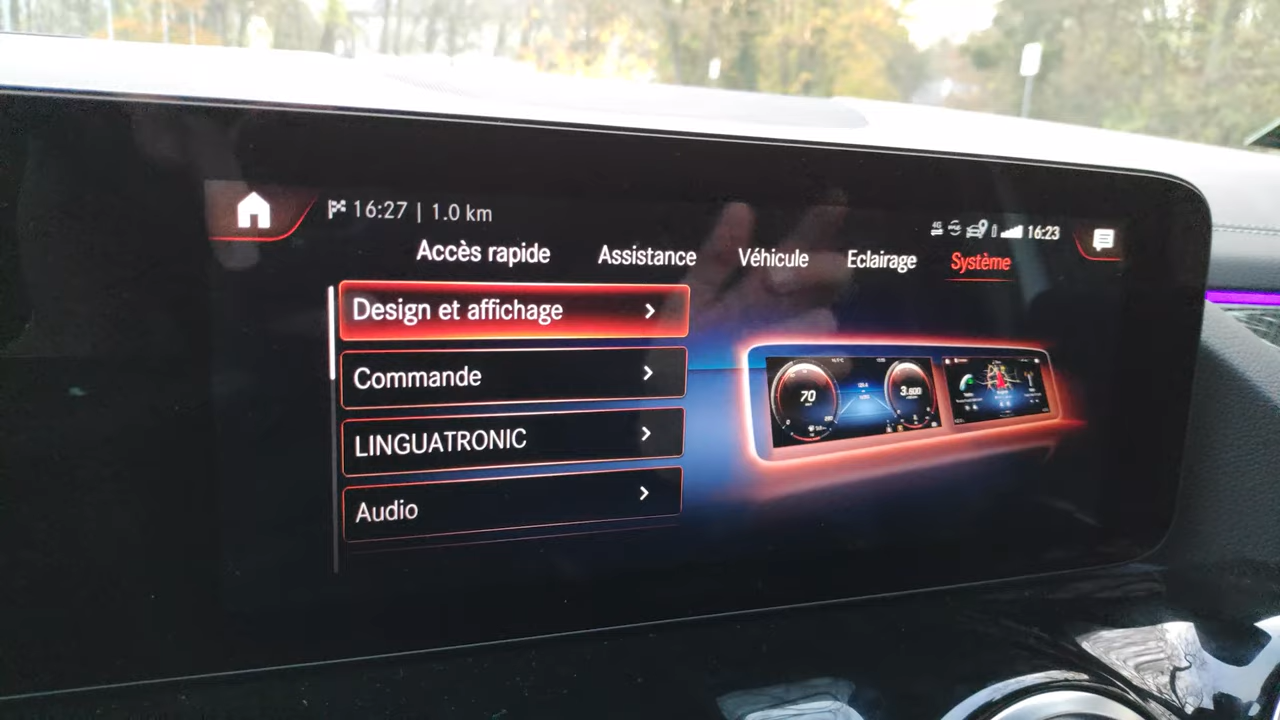 16:27 | 1.0 km
16:23
Accès rapide
Assistance
Véhicule
Eclairage
Système
Design et affichage
Commande
LINGUATRONIC
Audio
70
3.600